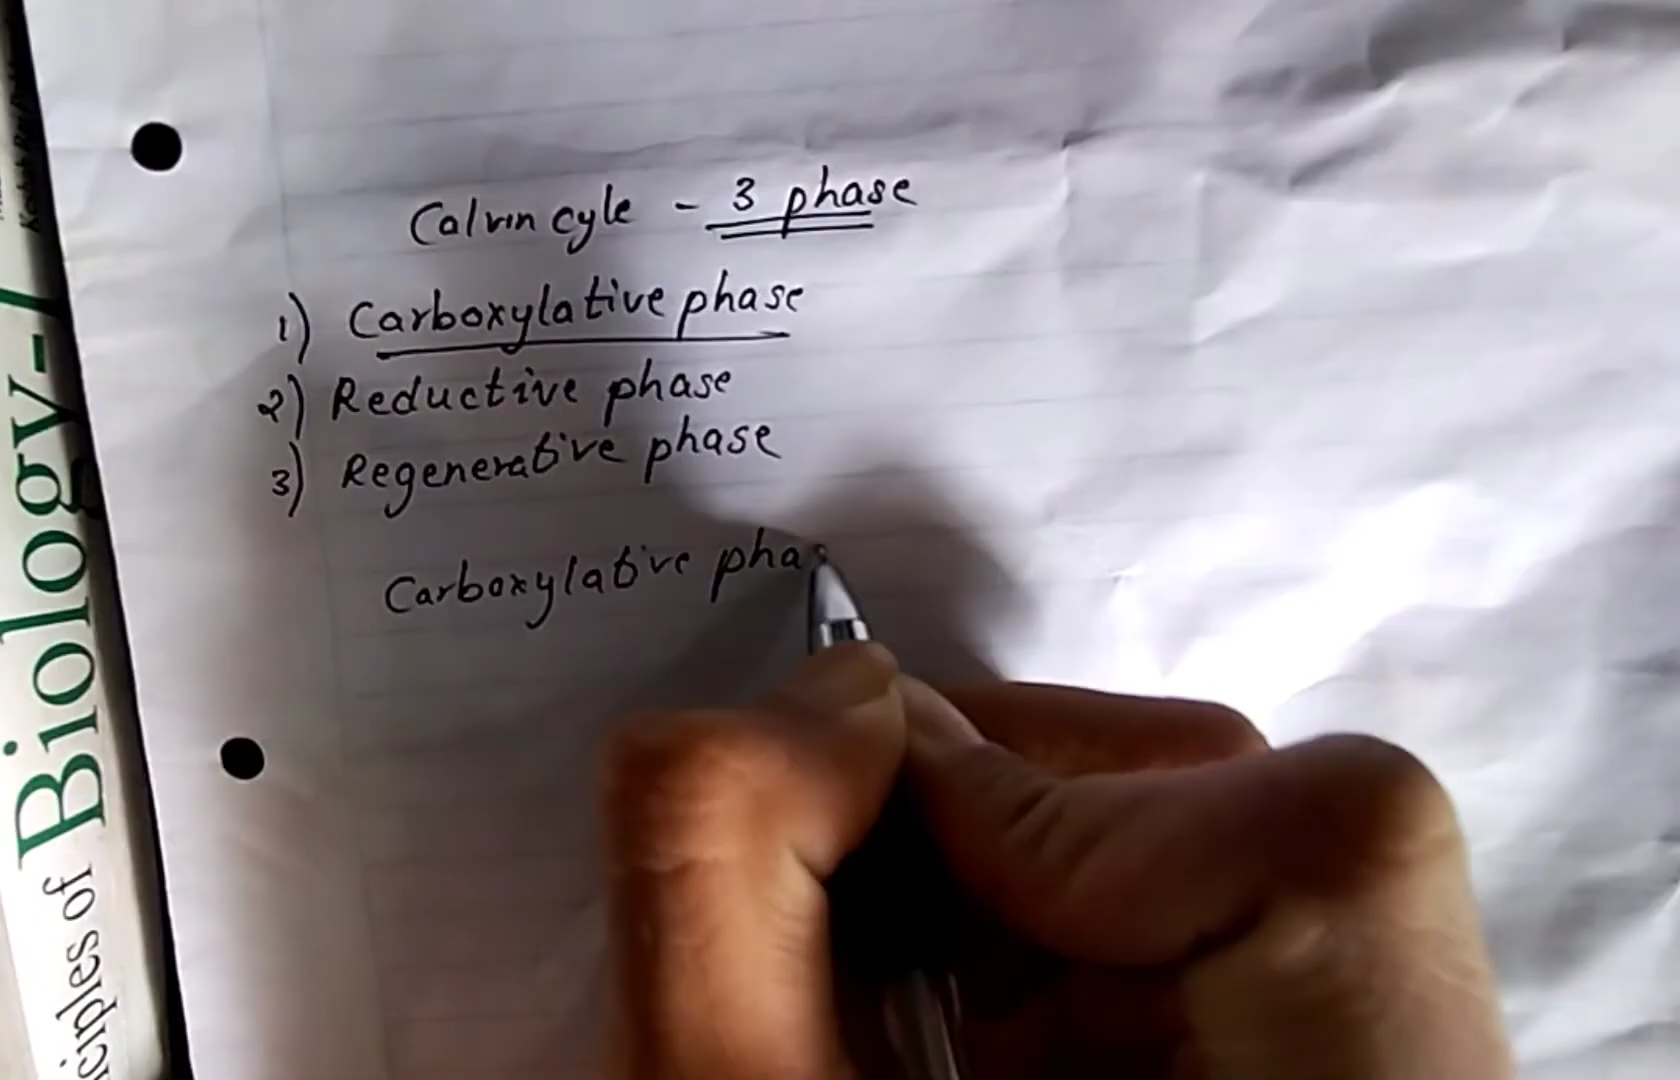 Calvin cyle - 3 phase
1) Carboxylative phase
2) Reductive phase
3) Regenerative phase
Carboxylative pha
ciples of Biology-I